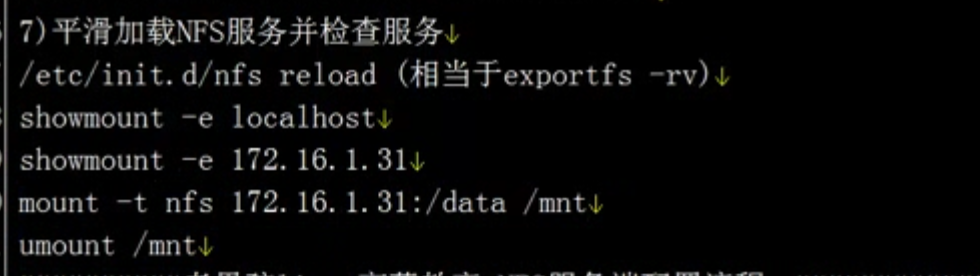 7)平滑加载NFS服务并检查服务↓
/etc/init.d/nfs reload (相当于exportfs -rv)↓
showmount -e localhost↓
showmount -e 172.16.1.31↓
mount -t nfs 172.16.1.31:/data /mnt↓
umount /mnt↓